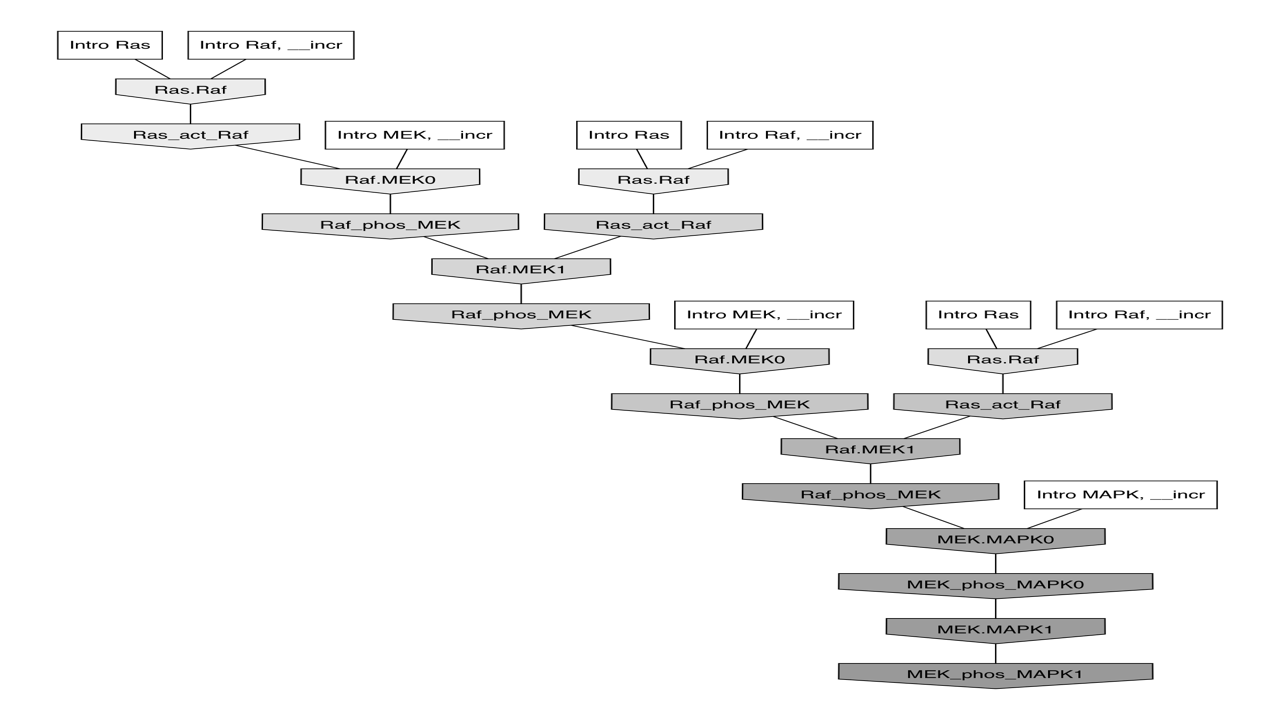 Intro Ras
Intro Raf, __incr
Ras.Raf
Ras_act_Raf
Intro MEK, __incr
Intro Ras
Intro Raf, __incr
Raf.MEK0
Ras.Raf
Raf_phos_MEK
Ras_act_Raf
Raf.MEK1
Raf_phos_MEK
Intro MEK, __incr
Intro Ras
Intro Raf, __incr
Raf.MEK0
Ras.Raf
Raf_phos_MEK
Ras_act_Raf
Raf.MEK1
Raf_phos_MEK
Intro MAPK, __incr
MEK.MAPK0
MEK_phos_MAPK0
MEK.MAPK1
MEK_phos_MAPK1